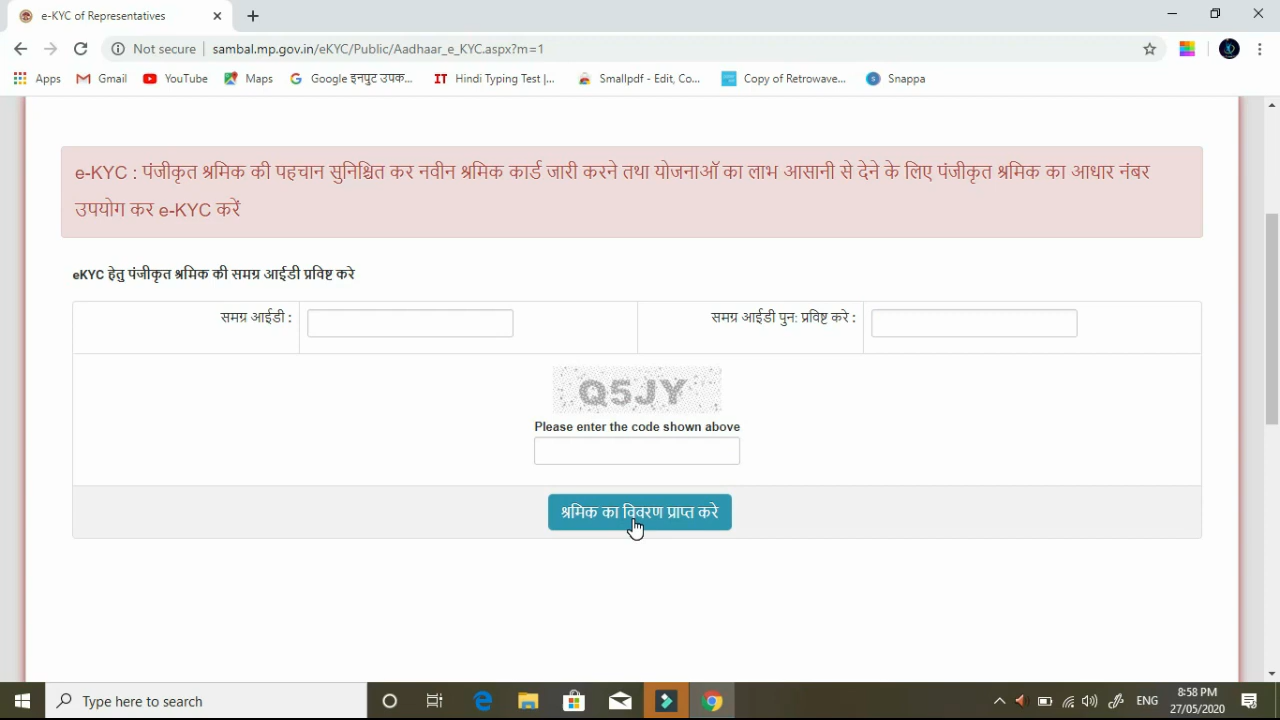 e-KYC of Representatives
Not secure
sambal.mp.gov.in/eKYC/Public/Aadhaar_e_KYC.aspx?m=1
Apps
Gmail
YouTube
Maps
Google इनपुट उपक...
IT Hindi Typing Test |...
Smallpdf - Edit, Co...
Copy of Retrowave...
Snappa
e-KYC : पंजीकृत श्रमिक की पहचान सुनिश्चित कर नवीन श्रमिक कार्ड जारी करने तथा योजनाऑ का लाभ आसानी से देने के लिए पंजीकृत श्रमिक का आधार नंबर
उपयोग कर e-KYC करें
eKYC हेतु पंजीकृत श्रमिक की समग्र आईडी प्रविष्ट करे
समग्र आईडी :
समग्र आईडी पुन: प्रविष्ट करे :
Q5JY
Please enter the code shown above
श्रमिक का विवरण प्राप्त करे
Type here to search
ENG
8:58 PM
27/05/2020